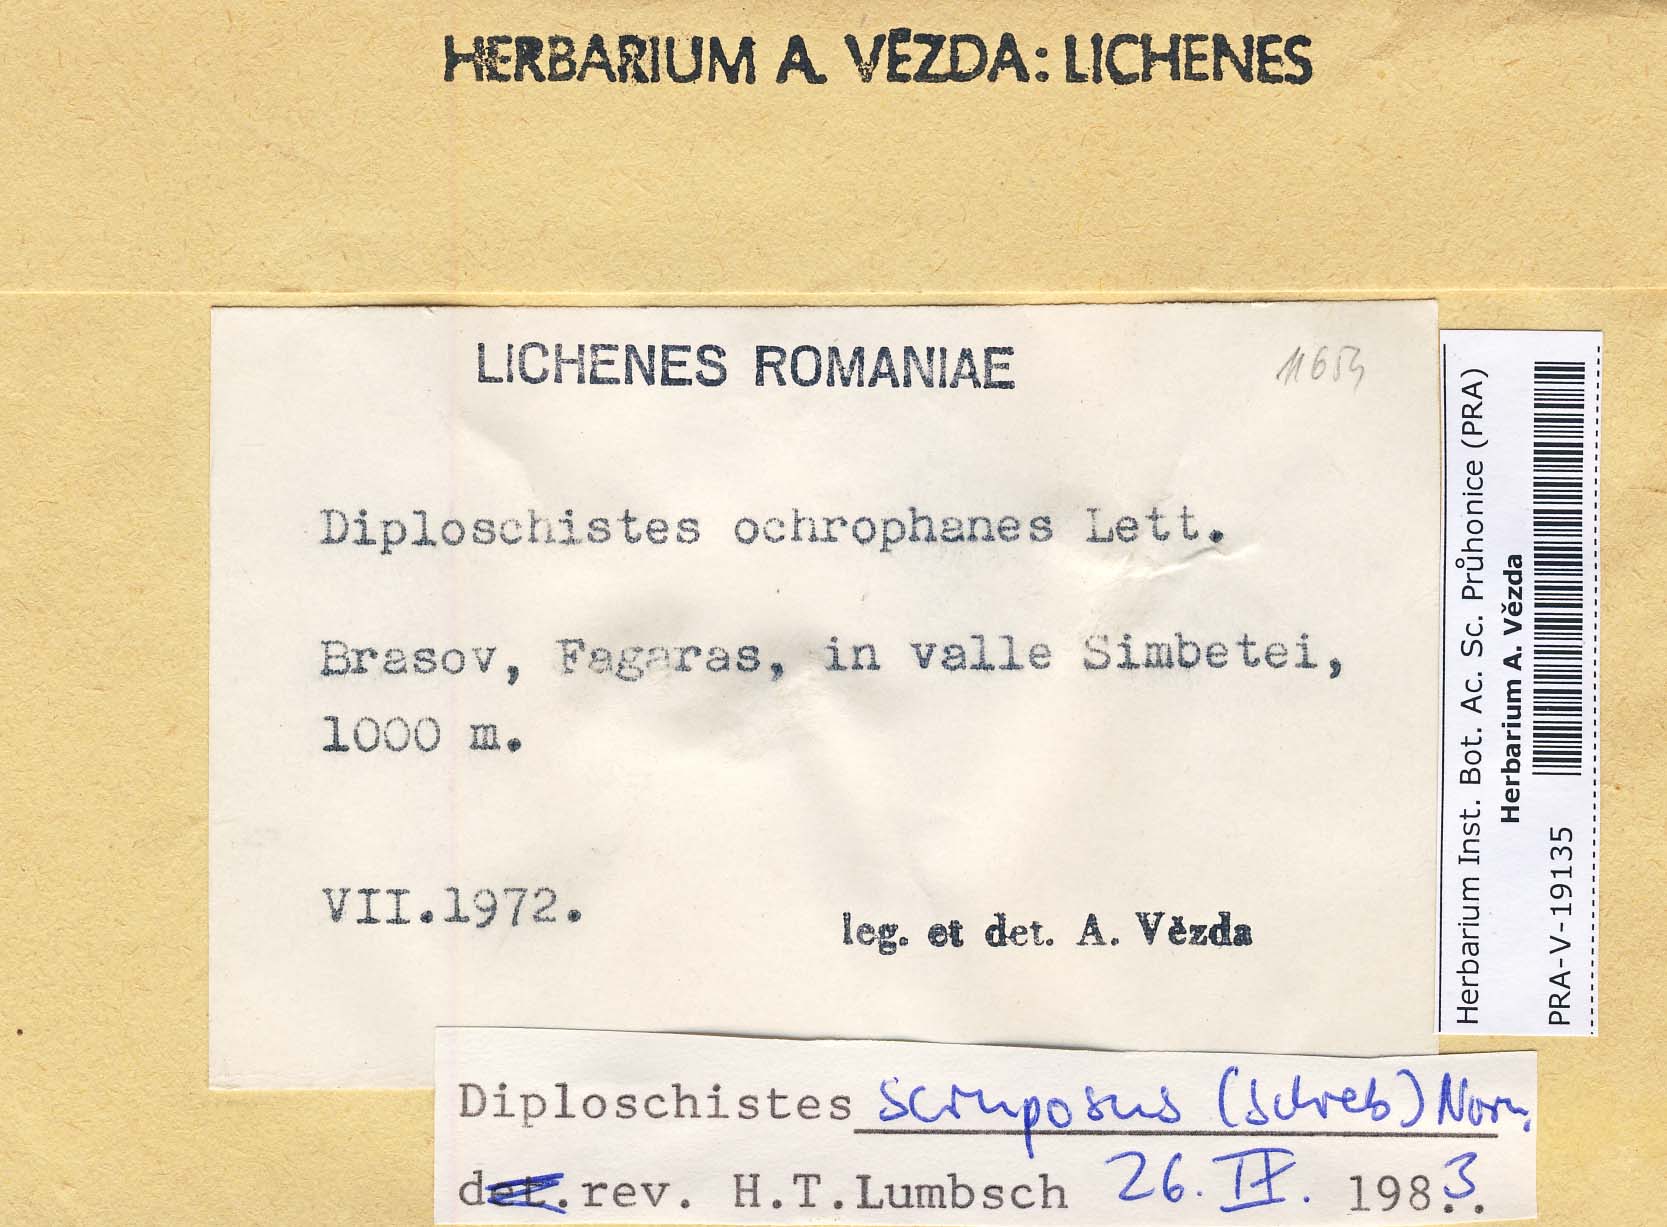 HERBARIUM A. VĚZDA: LICHENES
LICHENES ROMANIAE
11654
Diploschistes ochrophanes Lett.
Brasov, Fagaras, in valle Simbetei,
1000 m.
VII.1972.
leg. et det. A. Vězda
Herbarium Inst. Bot. Ac. Sc. Průhonice (PRA)
Herbarium A. Vězda
PRA-V-19135
Diploschistes scruposus (Schreb) Norm.
det. rev. H.T.Lumbsch 26. IX. 1983